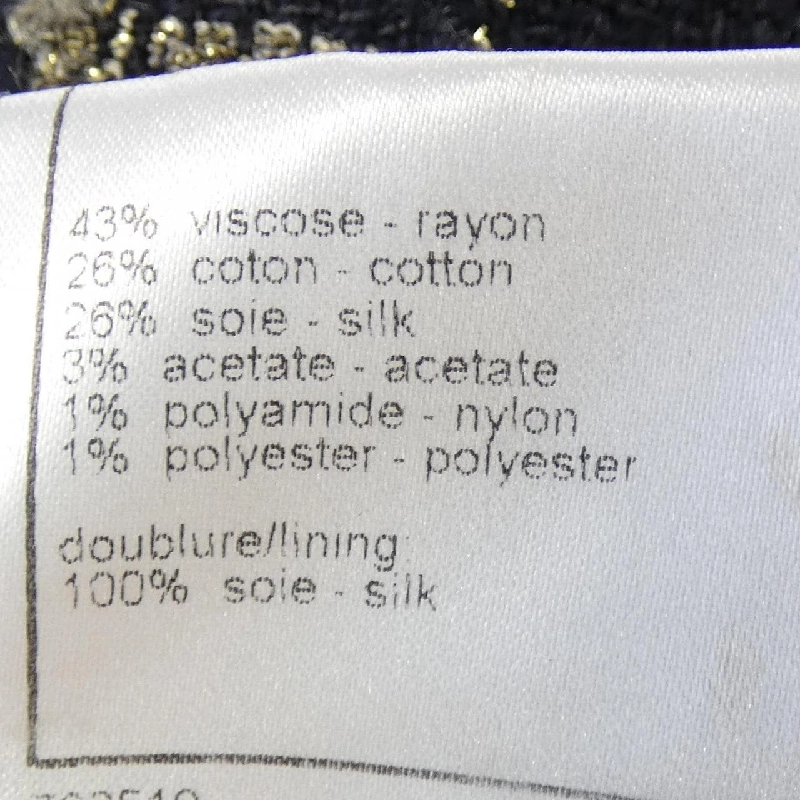 43% viscose - rayon
26% coton - cotton
26% soie - silk
3% acetate - acetate
1% polyamide - nylon
1% polyester - polyester
doublure/lining:
100% soie - silk